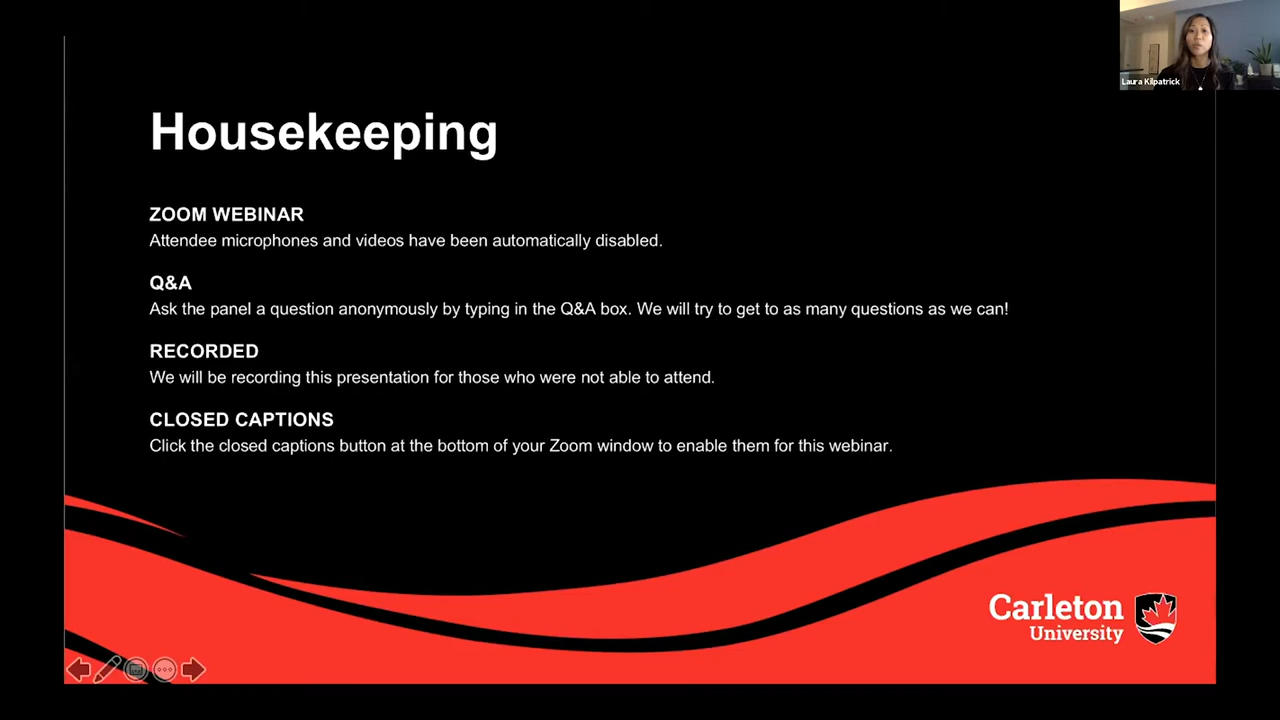 Laura Kilpatrick
Housekeeping
ZOOM WEBINAR
Attendee microphones and videos have been automatically disabled.
Q&A
Ask the panel a question anonymously by typing in the Q&A box. We will try to get to as many questions as we can!
RECORDED
We will be recording this presentation for those who were not able to attend.
CLOSED CAPTIONS
Click the closed captions button at the bottom of your Zoom window to enable them for this webinar.
Carleton
University